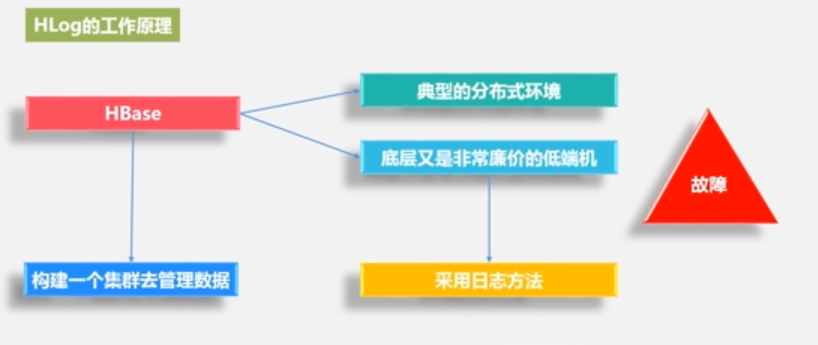 HLog的工作原理
HBase
典型的分布式环境
底层又是非常廉价的低端机
故障
构建一个集群去管理数据
采用日志方法